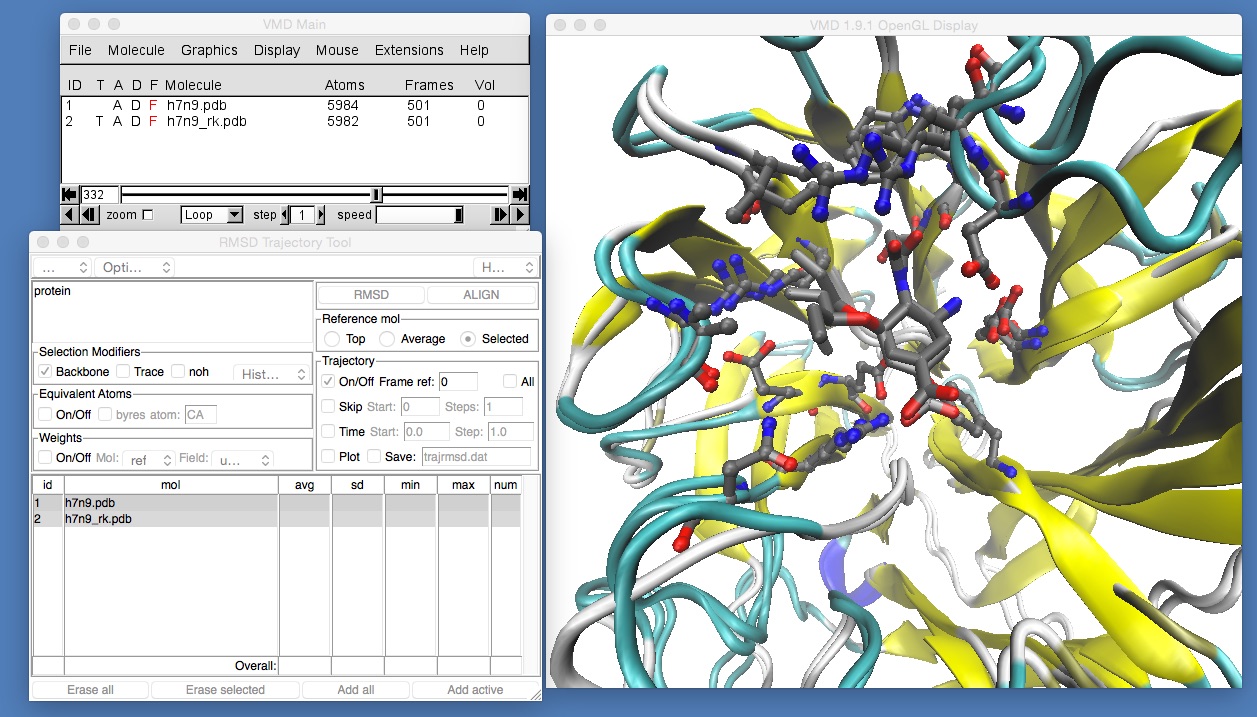 VMD Main
File Molecule Graphics Display Mouse Extensions Help
ID T A D F Molecule Atoms Frames Vol
1 A D F h7n9.pdb 5984 501 0
2 T A D F h7n9_rk.pdb 5982 501 0
332
zoom Loop step 1 speed
RMSD Trajectory Tool
... Opti... H...
protein
RMSD ALIGN
Reference mol
Top Average Selected
Selection Modifiers
Backbone Trace noh Hist...
Trajectory
On/Off Frame ref: 0 All
Skip Start: 0 Steps: 1
Time Start: 0.0 Step: 1.0
Plot Save: trajrmsd.dat
Equivalent Atoms
On/Off byres atom: CA
Weights
On/Off Mol: ref Field: u...
id mol avg sd min max num
1 h7n9.pdb
2 h7n9_rk.pdb
Overall:
Erase all Erase selected Add all Add active
VMD 1.9.1 OpenGL Display